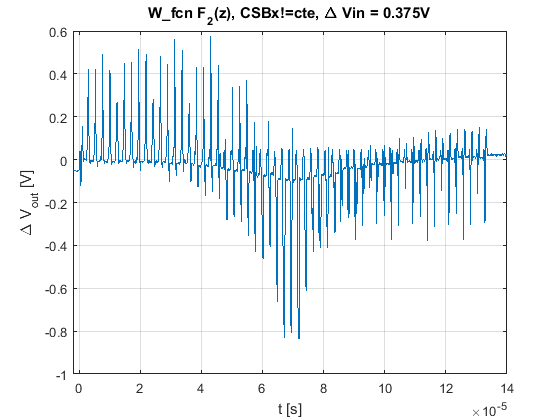 W_fcn F2(z), CSBx!=cte, Δ Vin = 0.375V
0.6
0.4
0.2
0
-0.2
-0.4
-0.6
-0.8
-1
Δ Vout [V]
0 2 4 6 8 10 12 14
t [s]
×10-5